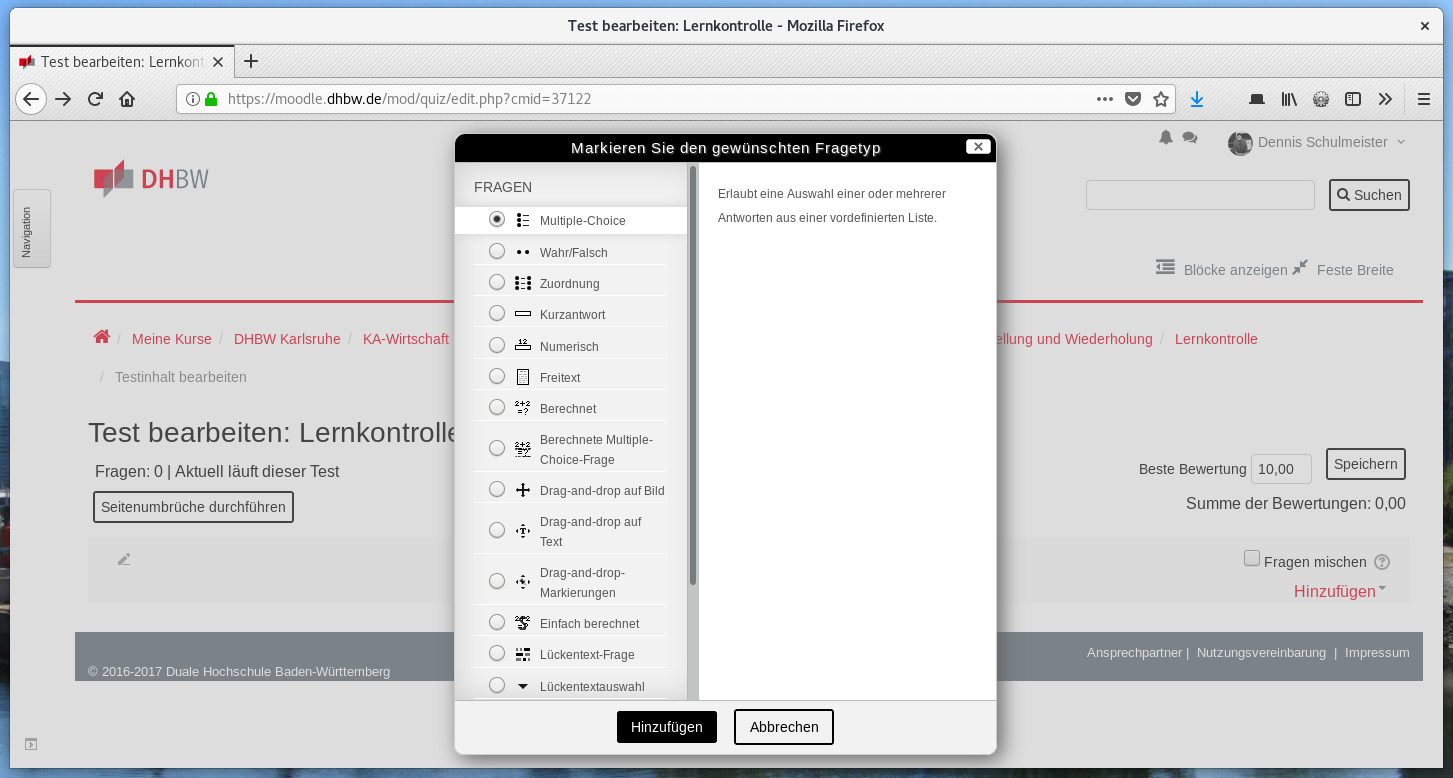 Test bearbeiten: Lernkontrolle - Mozilla Firefox
Test bearbeiten: Lernkont
https://moodle.dhbw.de/mod/quiz/edit.php?cmid=37122
DHBW
Dennis Schulmeister
Suchen
Navigation
Blöcke anzeigen Feste Breite
/ Meine Kurse / DHBW Karlsruhe / KA-Wirtschaft
ellung und Wiederholung / Lernkontrolle
/ Testinhalt bearbeiten
Test bearbeiten: Lernkontrolle
Fragen: 0 | Aktuell läuft dieser Test
Seitenumbrüche durchführen
Beste Bewertung 10,00 Speichern
Summe der Bewertungen: 0,00
Fragen mischen
Hinzufügen
© 2016-2017 Duale Hochschule Baden-Württemberg
Ansprechpartner | Nutzungsvereinbarung | Impressum
Markieren Sie den gewünschten Fragetyp
FRAGEN
Multiple-Choice
Wahr/Falsch
Zuordnung
Kurzantwort
Numerisch
Freitext
Berechnet
Berechnete Multiple-
Choice-Frage
Drag-and-drop auf Bild
Drag-and-drop auf
Text
Drag-and-drop-
Markierungen
Einfach berechnet
Lückentext-Frage
Lückentextauswahl
Erlaubt eine Auswahl einer oder mehrerer
Antworten aus einer vordefinierten Liste.
Hinzufügen
Abbrechen